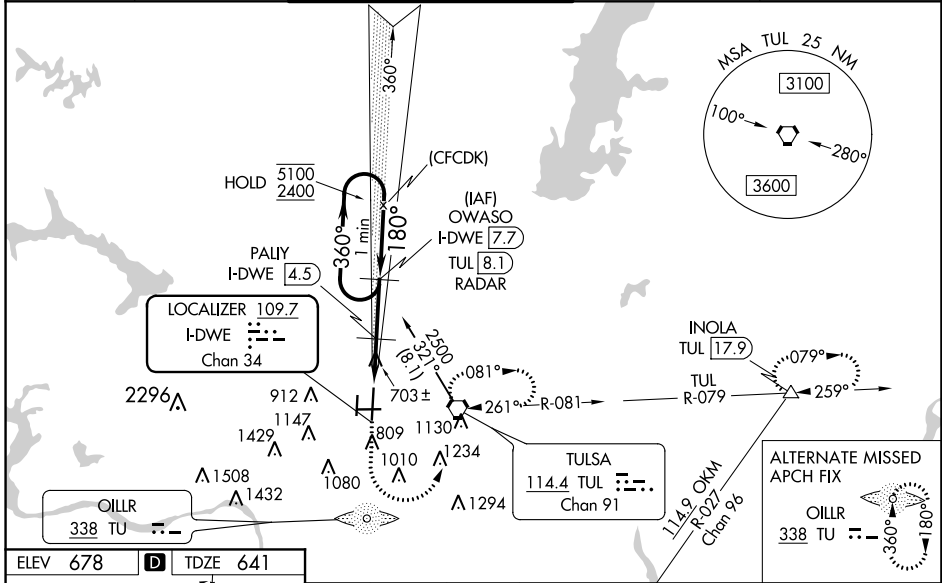 MSA TUL 25 NM
3100
100°
280°
3600
360°
(CFCDK)
HOLD
5100
2400
360°
1 min
180°
(IAF)
OWASO
I-DWE 7.7
TUL 8.1
RADAR
PALIY
I-DWE 4.5
LOCALIZER 109.7
I-DWE
Chan 34
2500
321°
(8.1)
INOLA
TUL 17.9
079°
259°
081°
261°
R-081
TUL
R-079
703 ±
2296
912
1147
1429
809
1130
1010
1234
1080
1508
1432
1294
TULSA
114.4 TUL
Chan 91
114.9 OKM
R-027
Chan 96
OILLR
338 TU
ALTERNATE MISSED
APCH FIX
OILLR
338 TU
360°
180°
ELEV 678 D TDZE 641